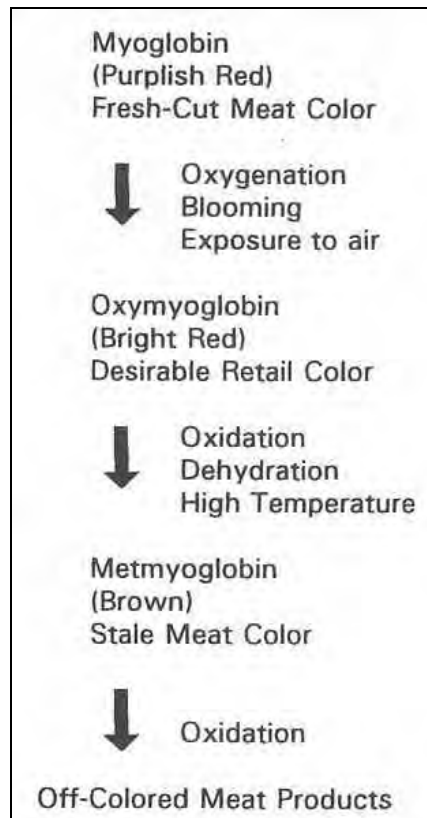 Myoglobin
(Purplish Red)
Fresh-Cut Meat Color
Oxygenation
Blooming
Exposure to air
Oxymyoglobin
(Bright Red)
Desirable Retail Color
Oxidation
Dehydration
High Temperature
Metmyoglobin
(Brown)
Stale Meat Color
Oxidation
Off-Colored Meat Products